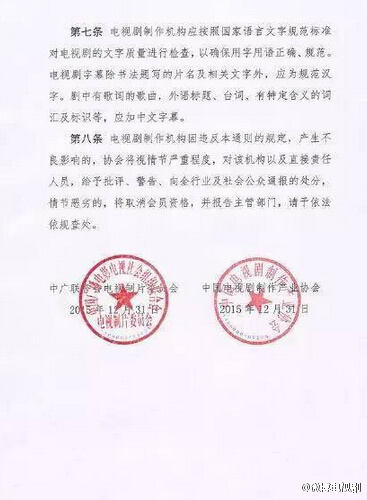 第七条 电视剧制作机构应按照国家语言文字规范标准
对电视剧的文字质量进行检查，以确保用字用语正确、规范。
电视剧字幕除书法题写的片名及相关文字外，应为规范汉
字。剧中有歌词的歌曲，外语标题、台词、有特定含义的词
汇及标识等，应加中文字幕。
第八条 电视剧制作机构因违反本通则的规定，产生不
良影响的，协会将视情节严重程度，对该机构以及直接责任
人员，给予批评、警告、向全行业及社会公众通报的处分，
情节恶劣的，将取消会员资格，并报告主管部门，请于依法
依规查处。
中广联 电视制片 员会 中国电视剧制作产业协会
2015年12月31日 2015年12月31日
电视制片委员会